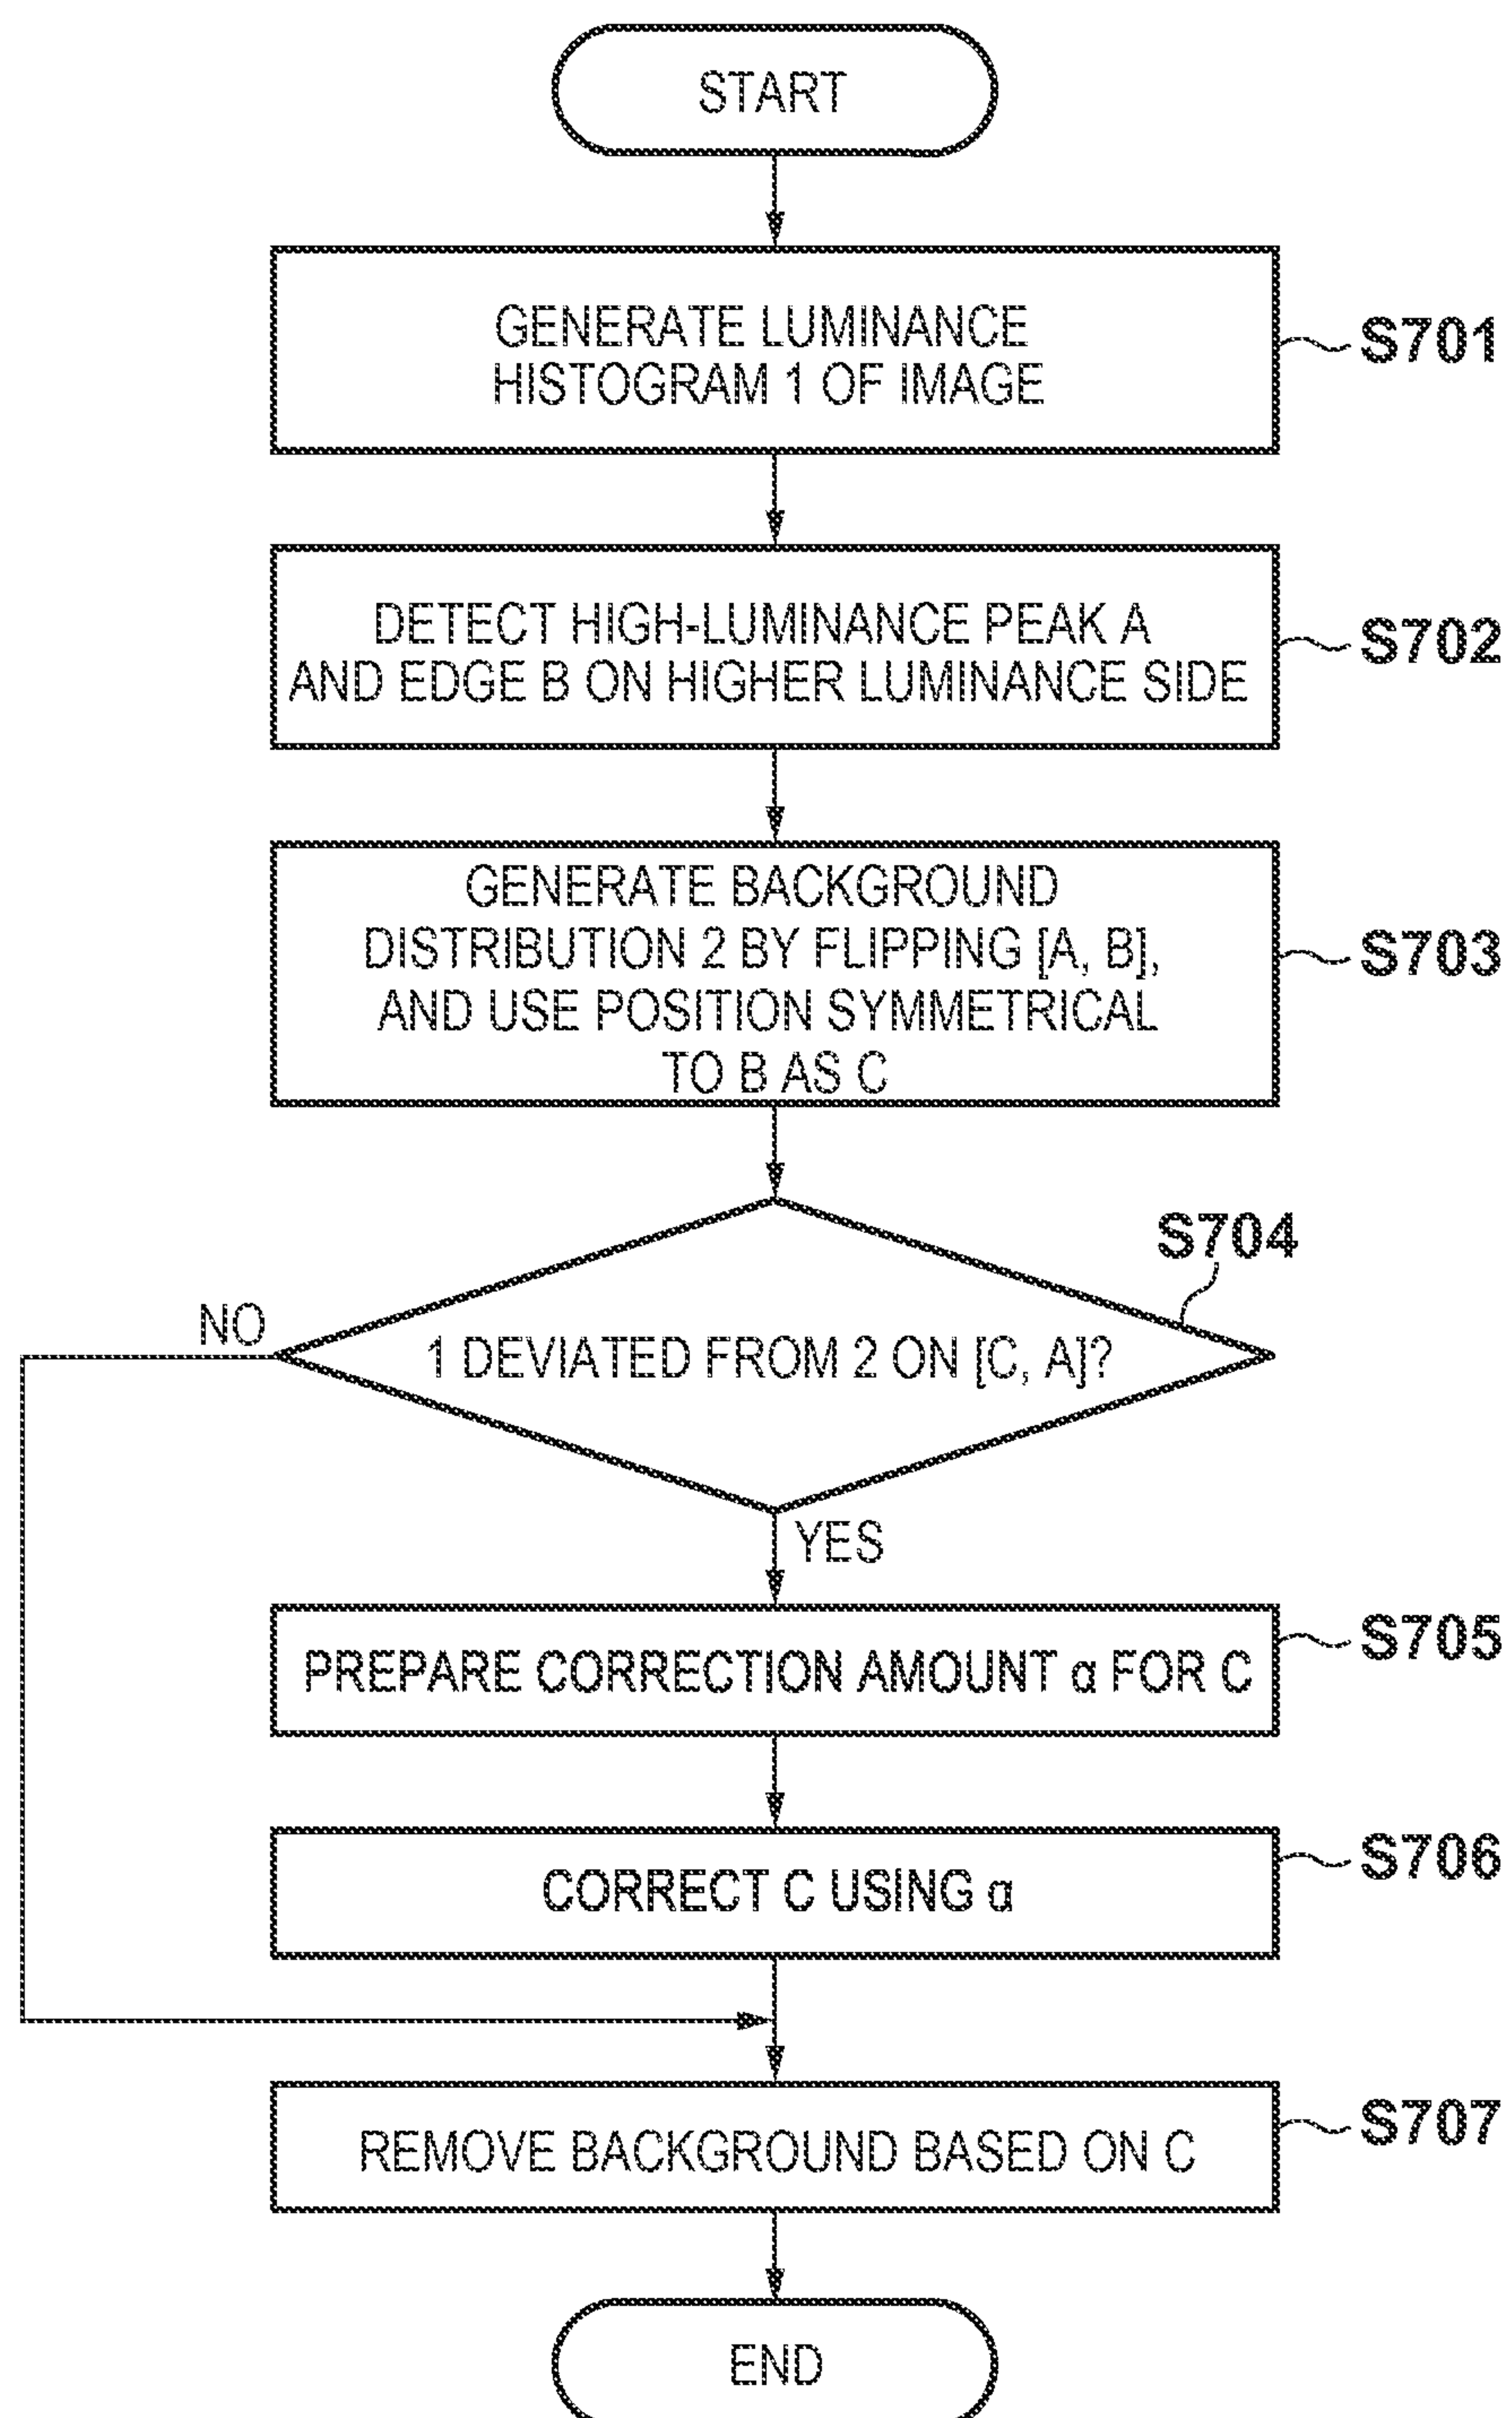 START
GENERATE LUMINANCE
HISTOGRAM 1 OF IMAGE
S701
DETECT HIGH-LUMINANCE PEAK A
AND EDGE B ON HIGHER LUMINANCE SIDE
S702
GENERATE BACKGROUND
DISTRIBUTION 2 BY FLIPPING [A, B],
AND USE POSITION SYMMETRICAL
TO B AS C
S703
S704
NO
1 DEVIATED FROM 2 ON [C, A]?
YES
PREPARE CORRECTION AMOUNT α FOR C
S705
CORRECT C USING α
S706
REMOVE BACKGROUND BASED ON C
S707
END